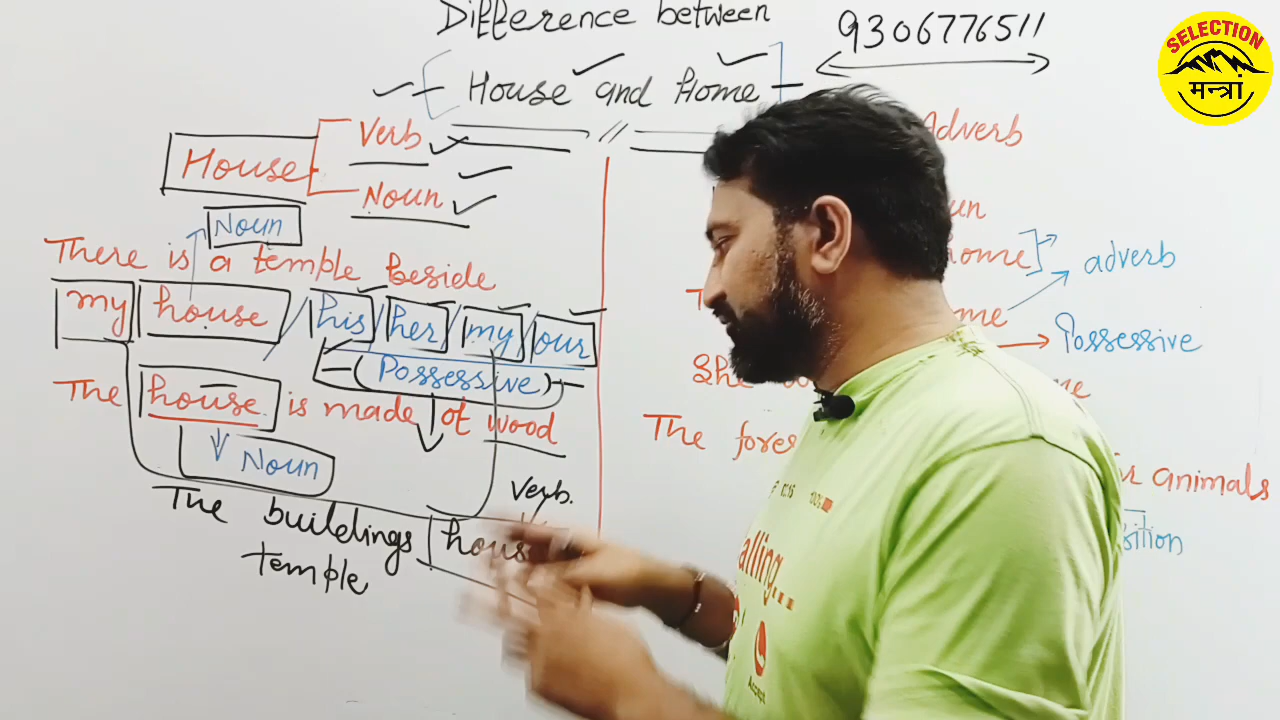 Difference between
9306776511
House and Home
SELECTION
मन्त्रां
House
Verb
Noun
Noun
There is a temple beside
my house / his / her / my / our
(Possessive)
The house is made of wood
Noun
Verb.
The buildings
temple
Adverb
adverb
Possessive
She
The
animals
alling...
Accept